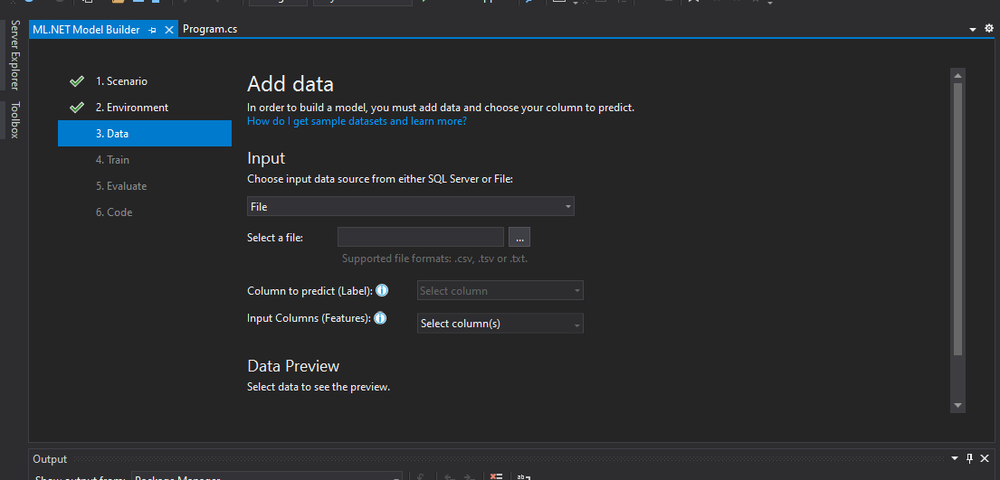 Server Explorer
Toolbox
ML.NET Model Builder
Program.cs
1. Scenario
2. Environment
3. Data
4. Train
5. Evaluate
6. Code
Add data
In order to build a model, you must add data and choose your column to predict.
How do I get sample datasets and learn more?
Input
Choose input data source from either SQL Server or File:
File
Select a file:
...
Supported file formats: .csv, .tsv or .txt.
Column to predict (Label):
Select column
Input Columns (Features):
Select column(s)
Data Preview
Select data to see the preview.
Output
Show output from: Package Manager